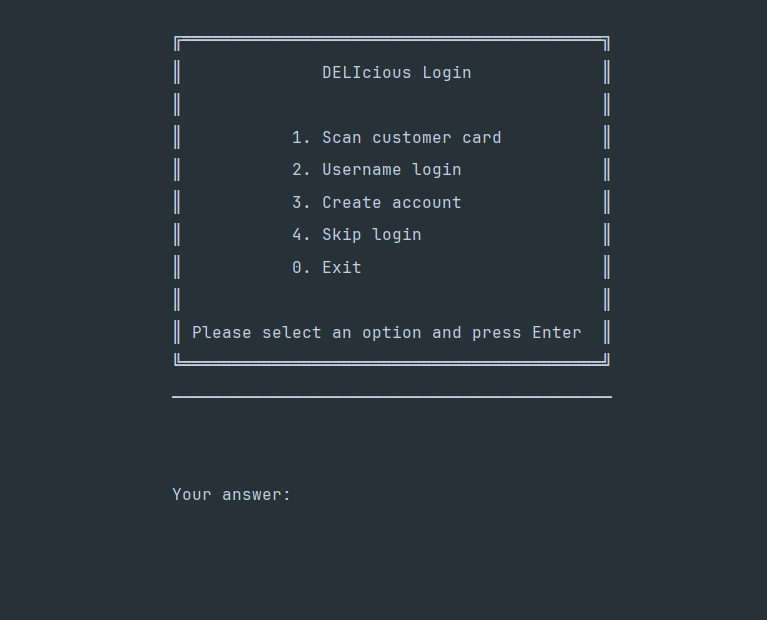 DELIcious Login
1. Scan customer card
2. Username login
3. Create account
4. Skip login
0. Exit
Please select an option and press Enter
Your answer: